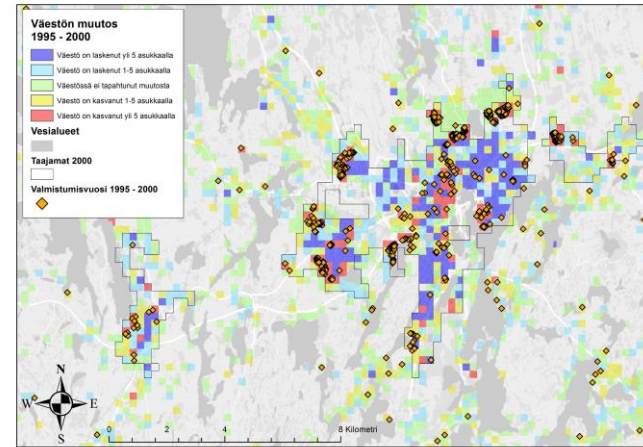 Väestön muutos
1995 - 2000
Väestö on laskenut yli 5 asukkaalla
Väestö on laskenut 1-5 asukkaalla
Väestössä ei tapahtunut muutosta
Väestö on kasvanut 1-5 asukkaalla
Väestö on kasvanut yli 5 asukkaalla
Vesialueet
Taajamat 2000
Valmistumisvuosi 1995 - 2000
N
W E
S
0 2 4 8 Kilometri